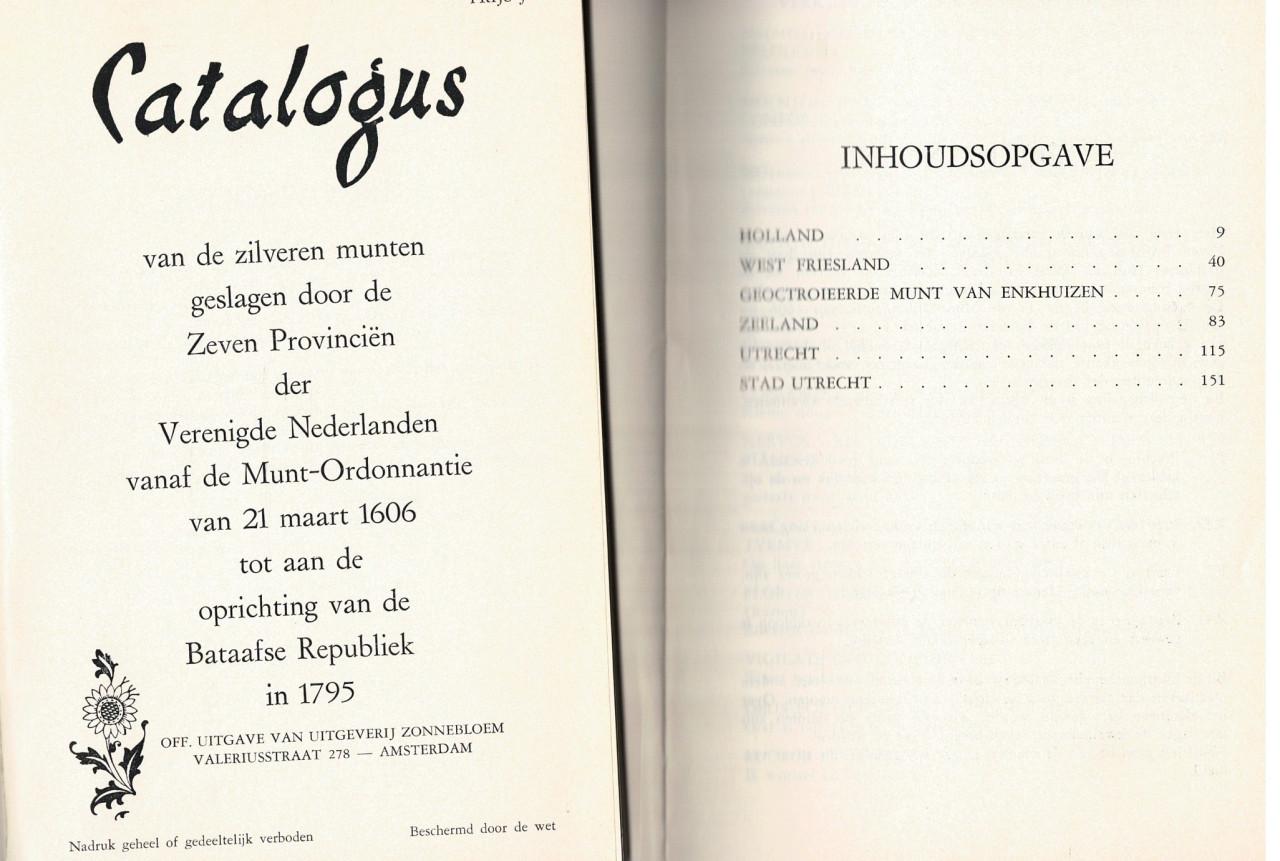 Catalogus
van de zilveren munten
geslagen door de
Zeven Provinciën
der
Verenigde Nederlanden
vanaf de Munt-Ordonnantie
van 21 maart 1606
tot aan de
oprichting van de
Bataafse Republiek
in 1795
OFF. UITGAVE VAN UITGEVERIJ ZONNEBLOEM
VALERIUSSTRAAT 278 — AMSTERDAM
Nadruk geheel of gedeeltelijk verboden Beschermd door de wet
INHOUDSOPGAVE
HOLLAND . . . . . . . . . . . . . . . . 9
WEST FRIESLAND . . . . . . . . . . . . . 40
GEOCTROIEERDE MUNT VAN ENKHUIZEN . . . . 75
ZEELAND . . . . . . . . . . . . . . . . . 83
UTRECHT . . . . . . . . . . . . . . . . . 115
STAD UTRECHT . . . . . . . . . . . . . . . 151